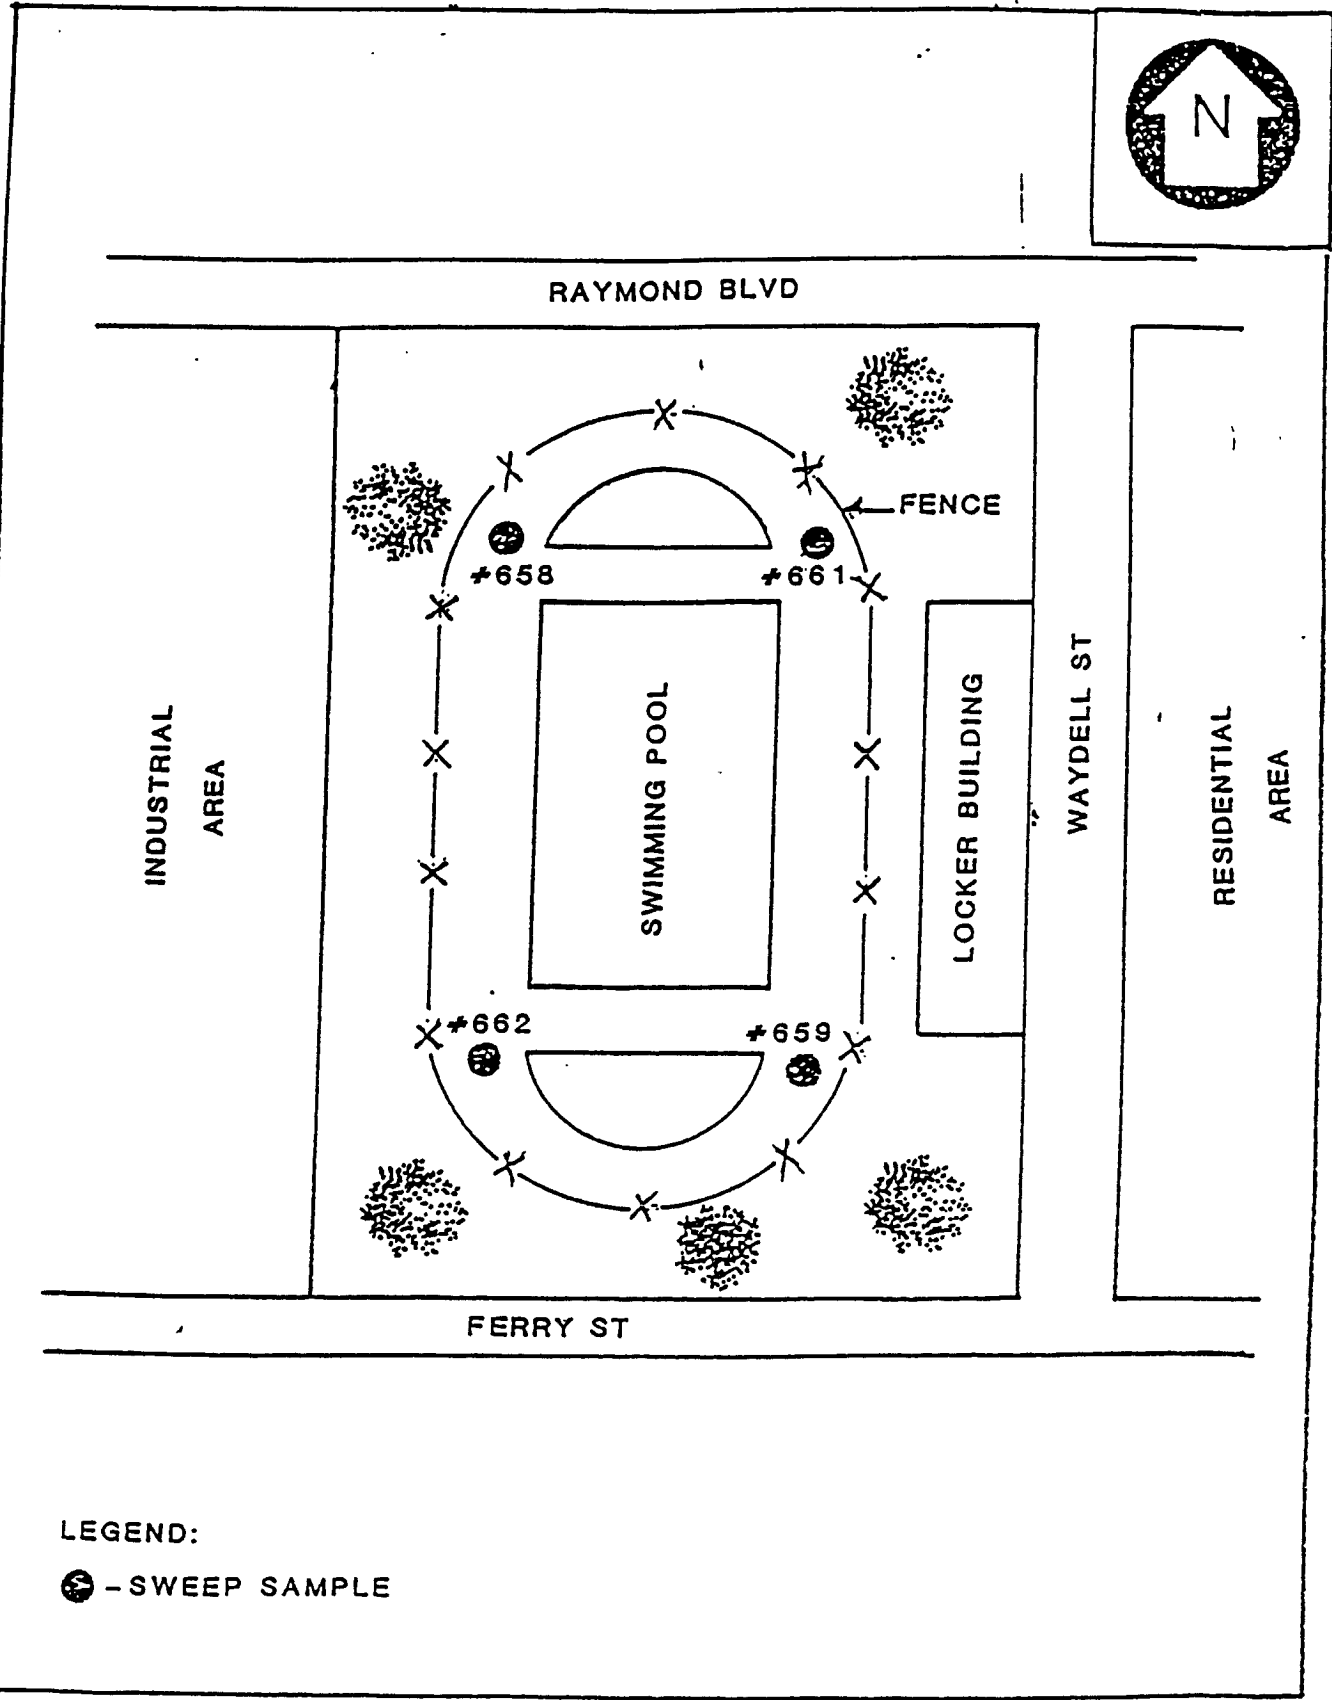 N
RAYMOND BLVD
FENCE
#658
#661
INDUSTRIAL
AREA
SWIMMING POOL
LOCKER BUILDING
WAYDELL ST
RESIDENTIAL
AREA
#662
#659
FERRY ST
LEGEND:
- SWEEP SAMPLE